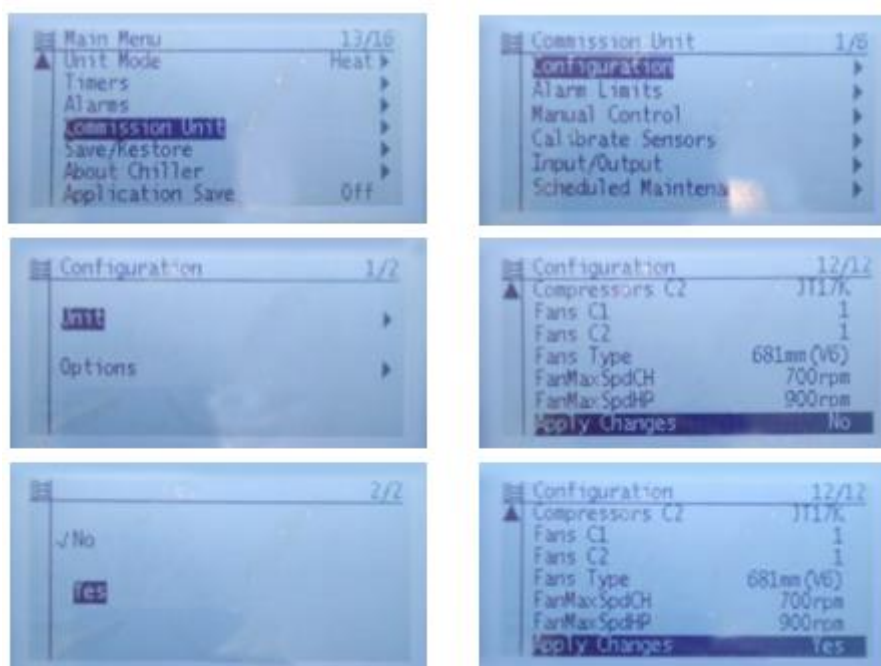 Main Menu 13/16
Unit Mode Heat
Timers
Alarms
Commission Unit
Save/Restore
About Chiller
Application Save Off
Commission Unit 1/6
Configuration
Alarm Limits
Manual Control
Calibrate Sensors
Input/Output
Scheduled Maintena
Configuration 1/2
Unit
Options
Configuration 12/12
Compressors C2 JT17K
Fans C1 1
Fans C2 1
Fans Type 681mm(V6)
FanMaxSpdCH 700rpm
FanMaxSpdHP 900rpm
Apply Changes No
2/2
√No
Yes
Configuration 12/12
Compressors C2 JT17K
Fans C1 1
Fans C2 1
Fans Type 681mm(V6)
FanMaxSpdCH 700rpm
FanMaxSpdHP 900rpm
Apply Changes Yes